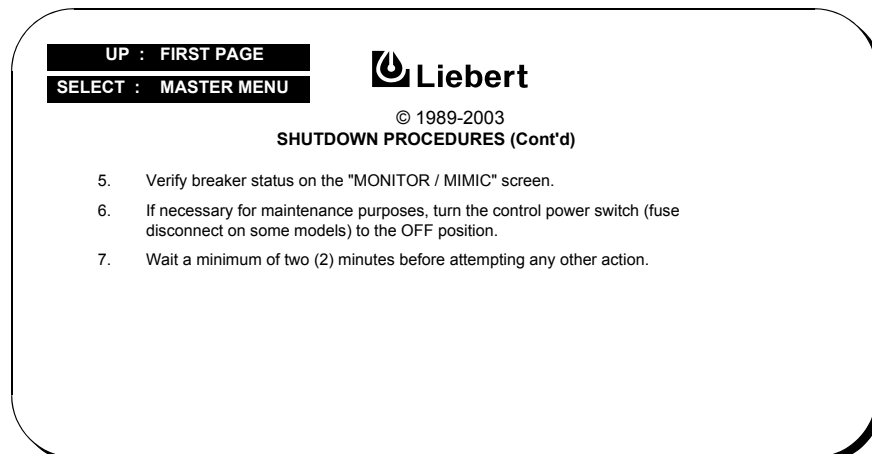 UP : FIRST PAGE
SELECT : MASTER MENU
Liebert
© 1989-2003
SHUTDOWN PROCEDURES (Cont'd)
5. Verify breaker status on the "MONITOR / MIMIC" screen.
6. If necessary for maintenance purposes, turn the control power switch (fuse
disconnect on some models) to the OFF position.
7. Wait a minimum of two (2) minutes before attempting any other action.